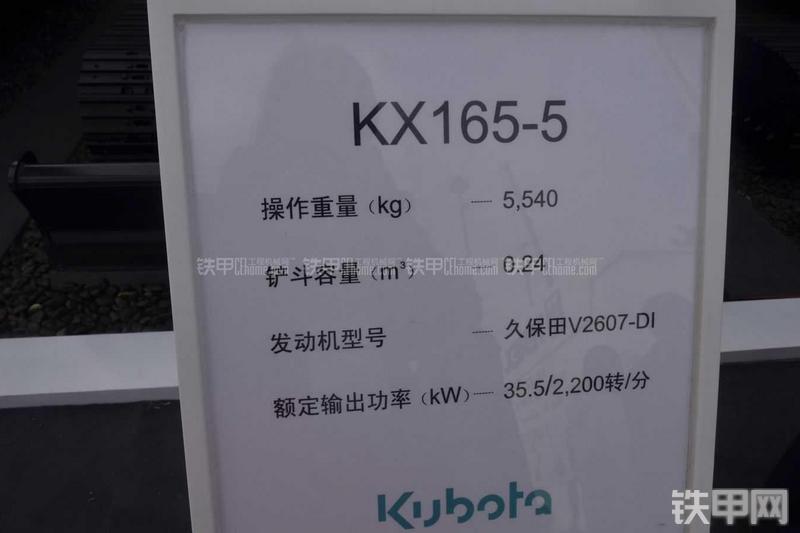 KX165-5
操作重量（kg） ······ 5,540
铲斗容量（m³） ······ 0.24
发动机型号 ······ 久保田V2607-DI
额定输出功率（kW） ······ 35.5/2,200转/分
Kubota
铁甲网